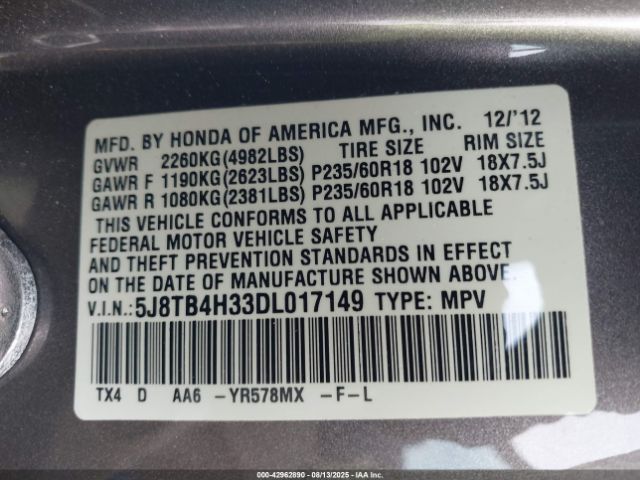 MFD. BY HONDA OF AMERICA MFG., INC. 12/'12
GVWR 2260KG(4982LBS) TIRE SIZE RIM SIZE
GAWR F 1190KG(2623LBS) P235/60R18 102V 18X7.5J
GAWR R 1080KG(2381LBS) P235/60R18 102V 18X7.5J
THIS VEHICLE CONFORMS TO ALL APPLICABLE
FEDERAL MOTOR VEHICLE SAFETY
AND THEFT PREVENTION STANDARDS IN EFFECT
ON THE DATE OF MANUFACTURE SHOWN ABOVE.
V.I.N.: 5J8TB4H33DL017149 TYPE: MPV
TX4 D AA6 -YR578MX -F-L
000-42962890 - 08/13/2025 - IAAI, Inc.